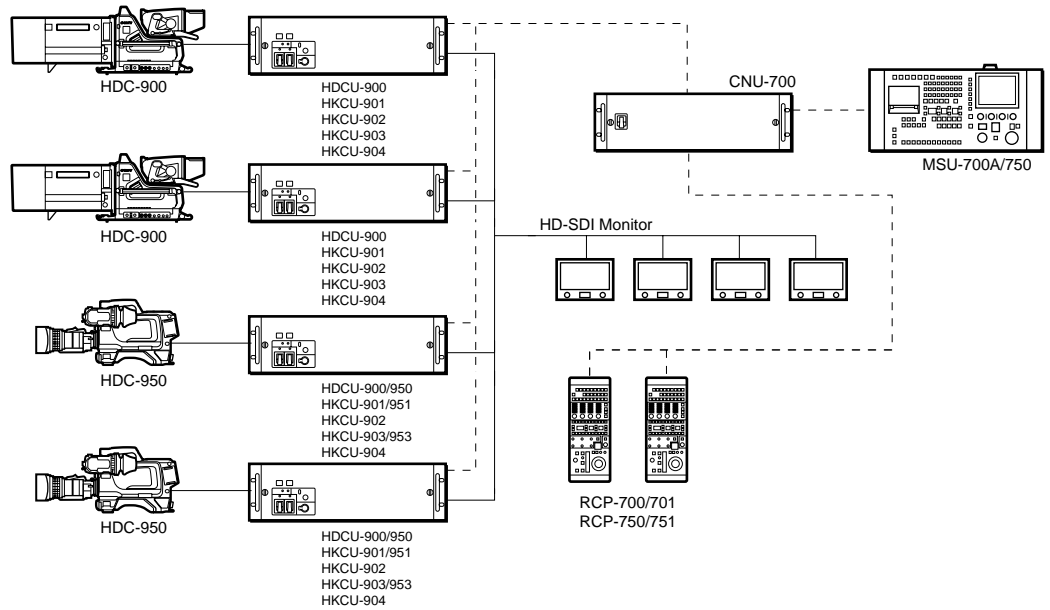 HDC-900
HDCU-900
HKCU-901
HKCU-902
HKCU-903
HKCU-904
CNU-700
MSU-700A/750
HDC-900
HDCU-900
HKCU-901
HKCU-902
HKCU-903
HKCU-904
HD-SDI Monitor
HDC-950
HDCU-900/950
HKCU-901/951
HKCU-902
HKCU-903/953
HKCU-904
RCP-700/701
RCP-750/751
HDC-950
HDCU-900/950
HKCU-901/951
HKCU-902
HKCU-903/953
HKCU-904